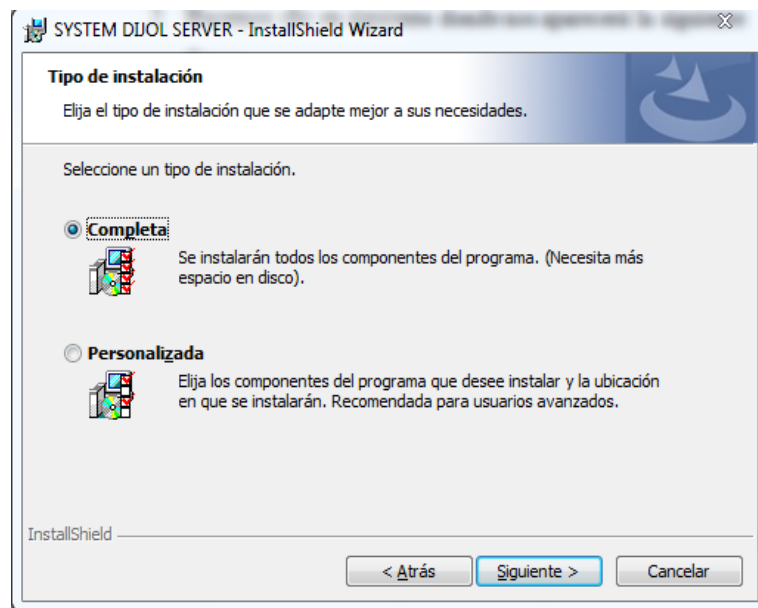 SYSTEM DIJOL SERVER - InstallShield Wizard
Tipo de instalación
Elija el tipo de instalación que se adapte mejor a sus necesidades.
Seleccione un tipo de instalación.
Completa
Se instalarán todos los componentes del programa. (Necesita más
espacio en disco).
Personalizada
Elija los componentes del programa que desee instalar y la ubicación
en que se instalarán. Recomendada para usuarios avanzados.
InstallShield
< Atrás Siguiente > Cancelar